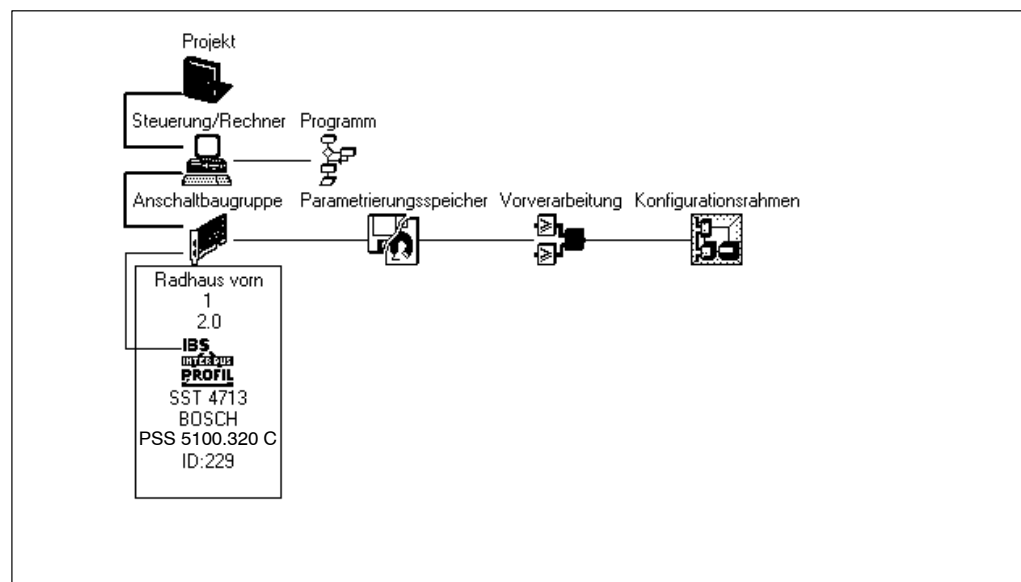 Projekt
Steuerung/Rechner Programm
Anschaltbaugruppe Parametrierungsspeicher Vorverarbeitung Konfigurationsrahmen
Radhaus vorn
1
2.0
IBS
INTERBUS
PROFIL
SST 4713
BOSCH
PSS 5100.320 C
ID:229